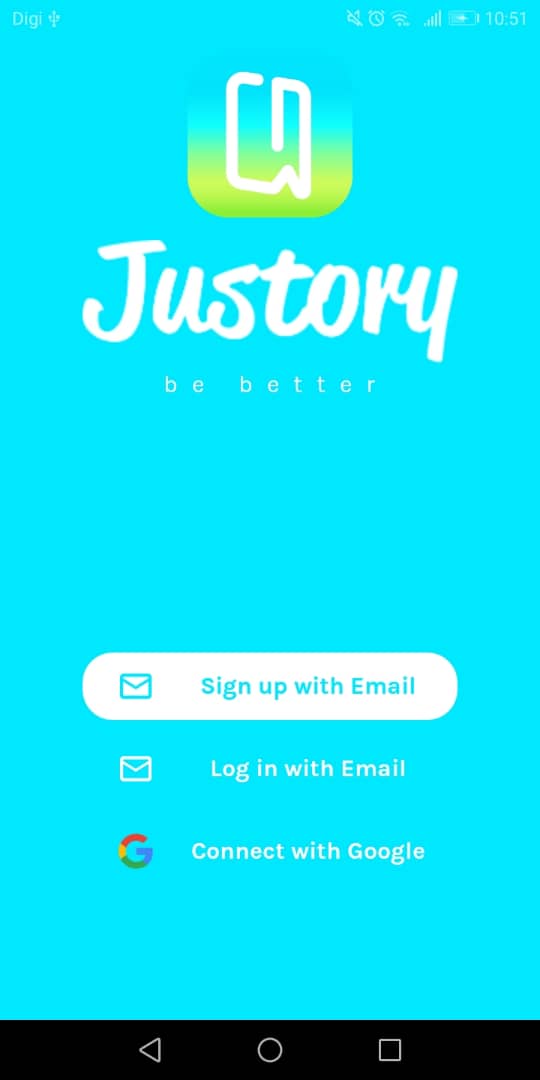 Digi
10:51
Justory
be better
Sign up with Email
Log in with Email
Connect with Google